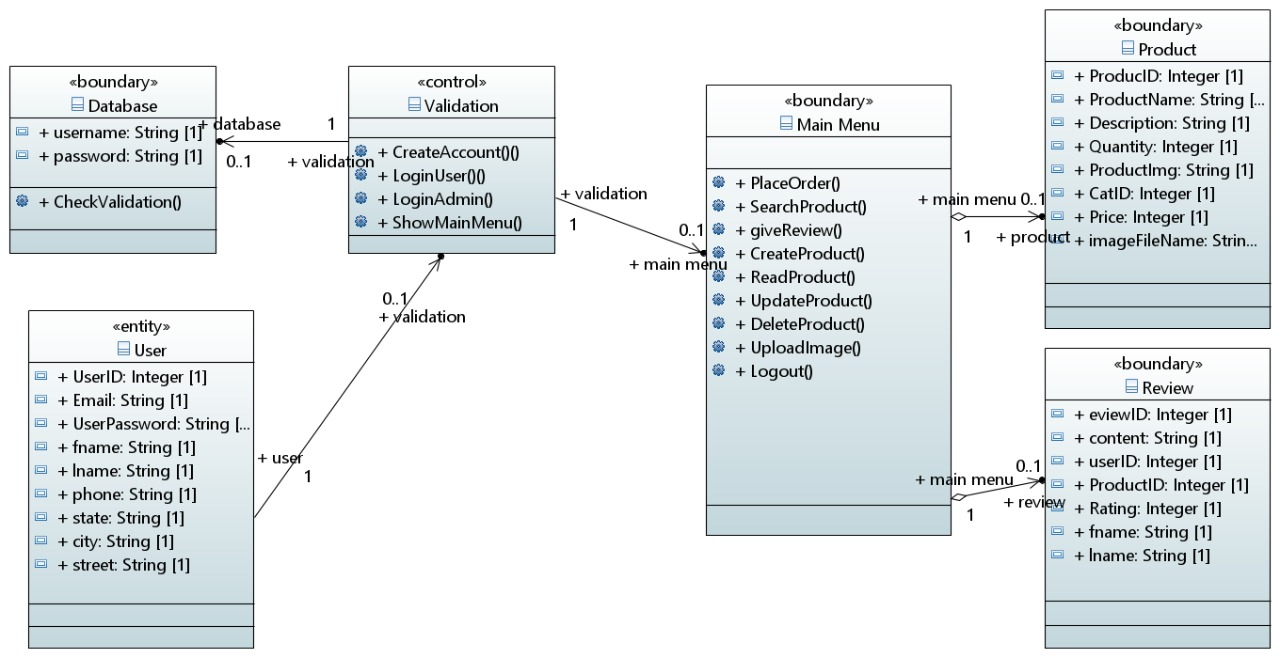 «boundary»
Database
+ username: String [1]
+ password: String [1]
+ CheckValidation()
+ database
0..1
1
+ validation
«control»
Validation
+ CreateAccount()()
+ LoginUser()()
+ LoginAdmin()
+ ShowMainMenu()
+ validation
1
0..1
+ main menu
0..1
+ validation
+ user
1
«entity»
User
+ UserID: Integer [1]
+ Email: String [1]
+ UserPassword: String [...
+ fname: String [1]
+ lname: String [1]
+ phone: String [1]
+ state: String [1]
+ city: String [1]
+ street: String [1]
«boundary»
Main Menu
+ PlaceOrder()
+ SearchProduct()
+ giveReview()
+ CreateProduct()
+ ReadProduct()
+ UpdateProduct()
+ DeleteProduct()
+ UploadImage()
+ Logout()
+ main menu
0..1
1
+ product
«boundary»
Product
+ ProducID: Integer [1]
+ ProductName: String [...
+ Description: String [1]
+ Quantity: Integer [1]
+ ProductImg: String [1]
+ CatID: Integer [1]
+ Price: Integer [1]
+ imageFileName: Strin...
+ main menu
0..1
1
+ review
«boundary»
Review
+ eviewID: Integer [1]
+ content: String [1]
+ userID: Integer [1]
+ ProductID: Integer [1]
+ Rating: Integer [1]
+ fname: String [1]
+ lname: String [1]